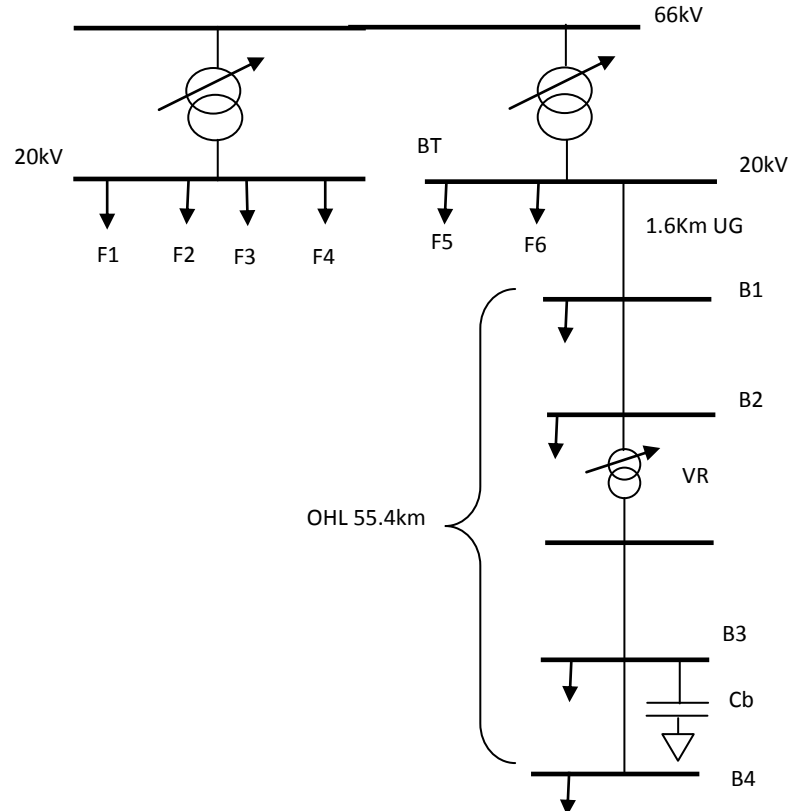 66kV
20kV
BT
20kV
F1
F2
F3
F4
F5
F6
1.6Km UG
B1
B2
VR
OHL 55.4km
B3
Cb
B4